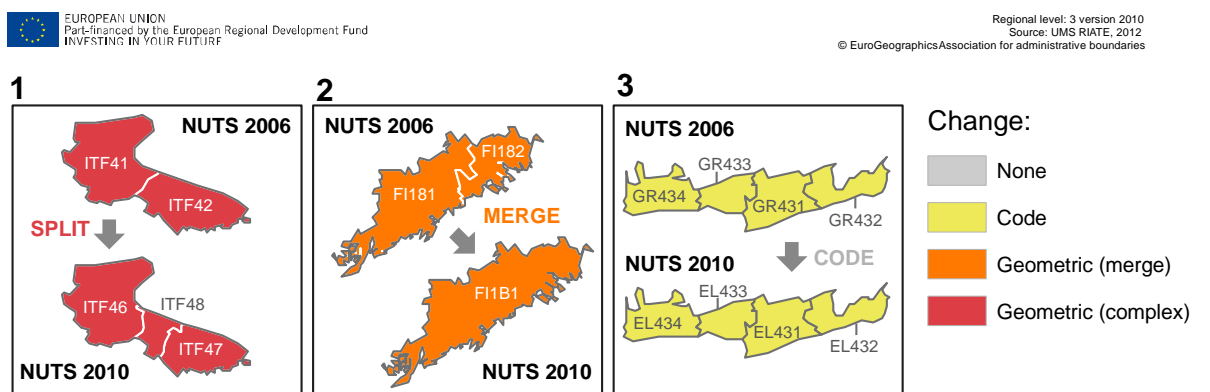 EUROPEAN UNION
Part-financed by the European Regional Development Fund
INVESTING IN YOUR FUTURE
Regional level: 3 version 2010
Source: UMS RIATE, 2012
© EuroGeographicsAssociation for administrative boundaries
1
NUTS 2006
ITF41
ITF42
SPLIT
ITF46
ITF48
ITF47
NUTS 2010
2
NUTS 2006
FI182
FI181
MERGE
FI1B1
NUTS 2010
3
NUTS 2006
GR433
GR434
GR431
GR432
NUTS 2010
CODE
EL433
EL434
EL431
EL432
Change:
None
Code
Geometric (merge)
Geometric (complex)